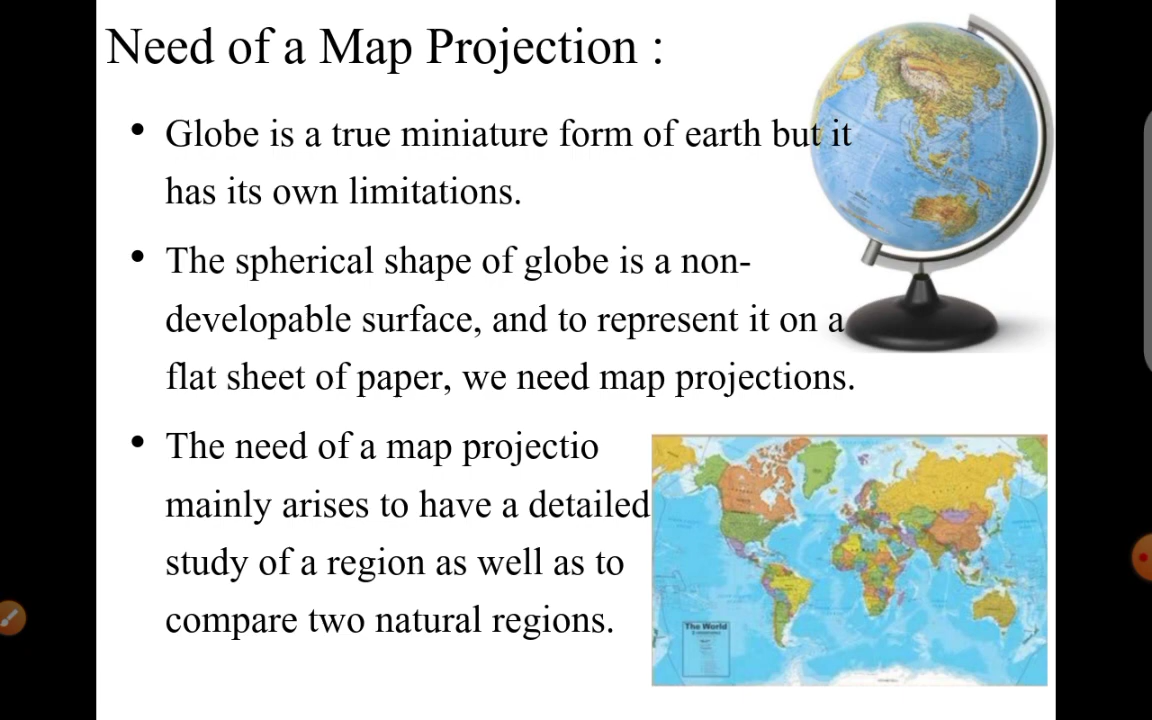 Need of a Map Projection :
• Globe is a true miniature form of earth but it
has its own limitations.
• The spherical shape of globe is a non-
developable surface, and to represent it on a
flat sheet of paper, we need map projections.
• The need of a map projectio
mainly arises to have a detailed
study of a region as well as to
compare two natural regions.
The World